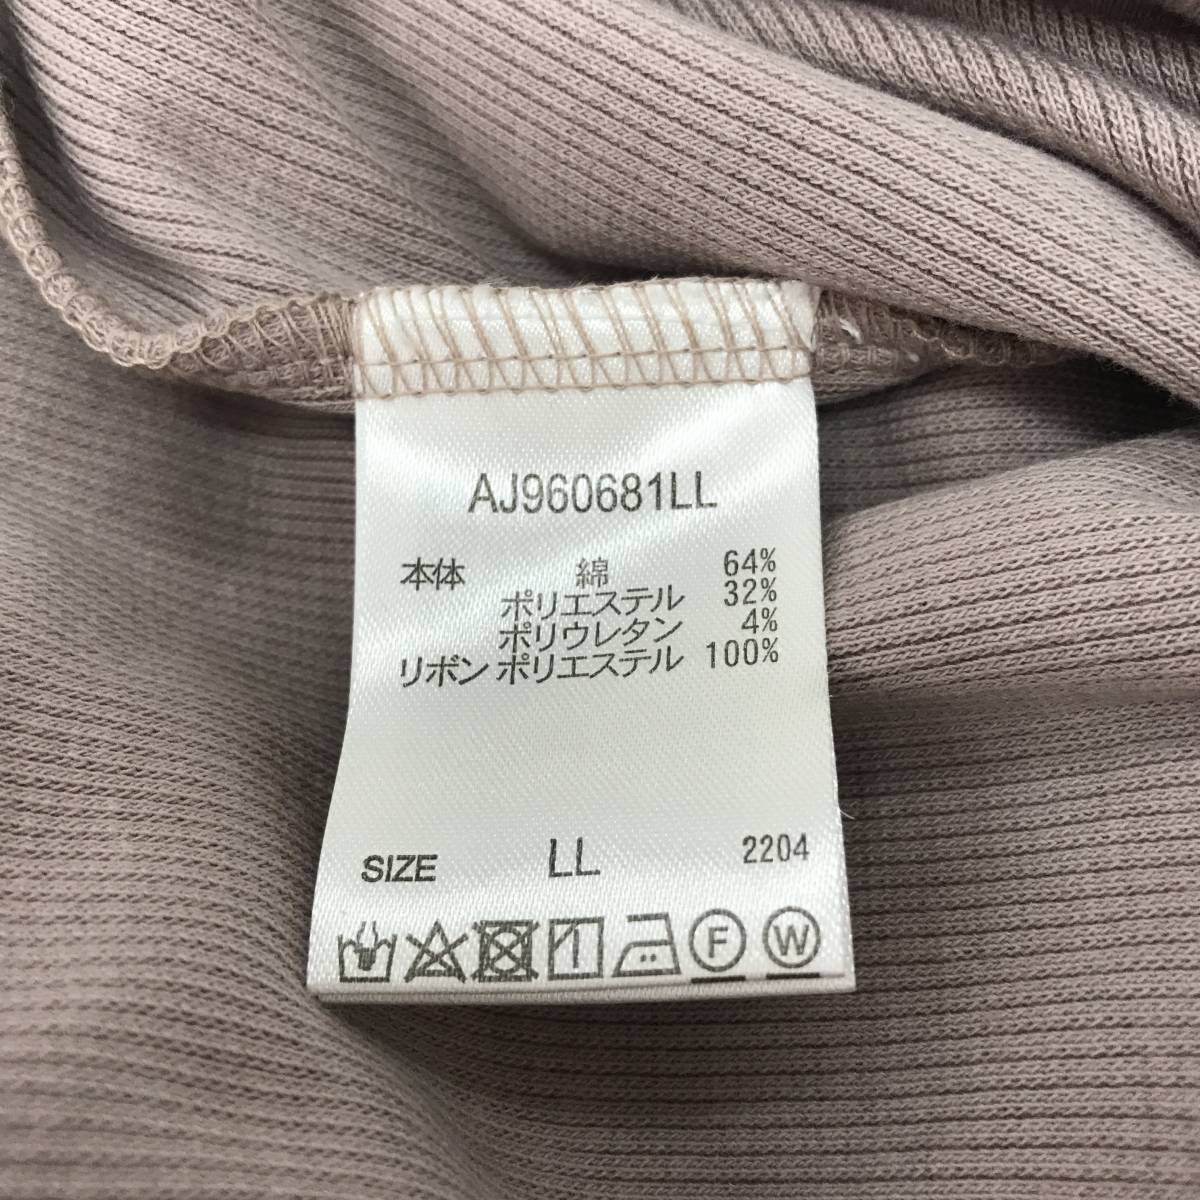 AJ960681LL
本体 綿 64%
ポリエステル 32%
ポリウレタン 4%
リボン ポリエステル 100%
SIZE LL 2204
F W